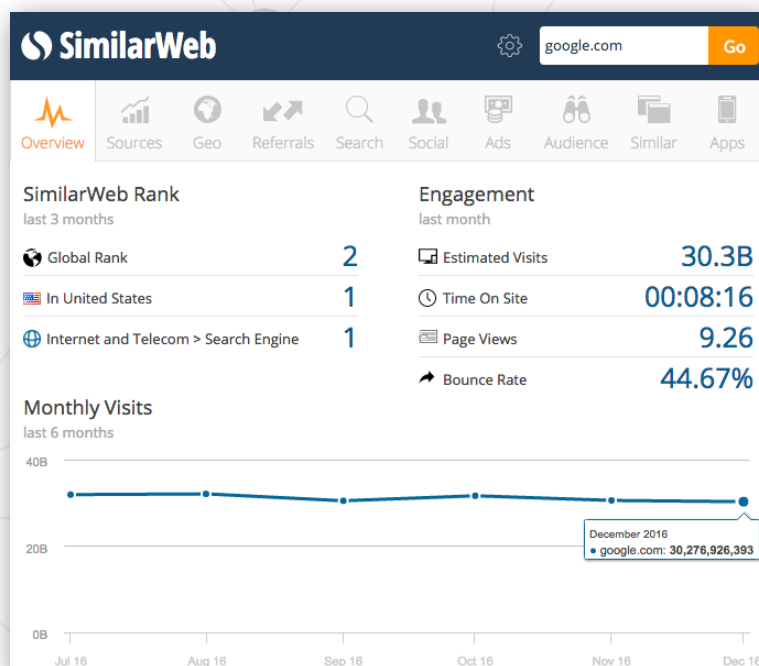 SimilarWeb
google.com
Go
Overview
Sources
Geo
Referrals
Search
Social
Ads
Audience
Similar
Apps
SimilarWeb Rank
last 3 months
Global Rank 2
In United States 1
Internet and Telecom > Search Engine 1
Engagement
last month
Estimated Visits 30.3B
Time On Site 00:08:16
Page Views 9.26
Bounce Rate 44.67%
Monthly Visits
last 6 months
40B
20B
0B
December 2016
google.com: 30,276,926,393
Jul 16
Aug 16
Sep 16
Oct 16
Nov 16
Dec 16